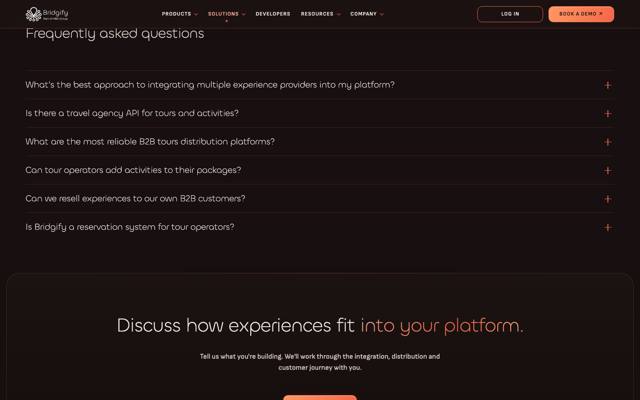 Bridgify
PRODUCTS
SOLUTIONS
DEVELOPERS
RESOURCES
COMPANY
LOG IN
BOOK A DEMO ↗
Frequently asked questions
What's the best approach to integrating multiple experience providers into my platform?
Is there a travel agency API for tours and activities?
What are the most reliable B2B tours distribution platforms?
Can tour operators add activities to their packages?
Can we resell experiences to our own B2B customers?
Is Bridgify a reservation system for tour operators?
Discuss how experiences fit into your platform.
Tell us what you're building. We'll work through the integration, distribution and
customer journey with you.